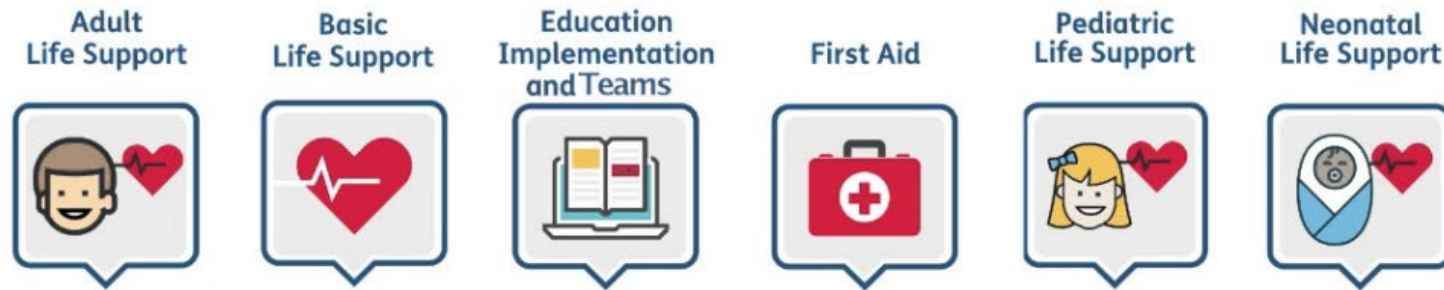 Adult
Life Support
Basic
Life Support
Education
Implementation
and Teams
First Aid
Pediatric
Life Support
Neonatal
Life Support